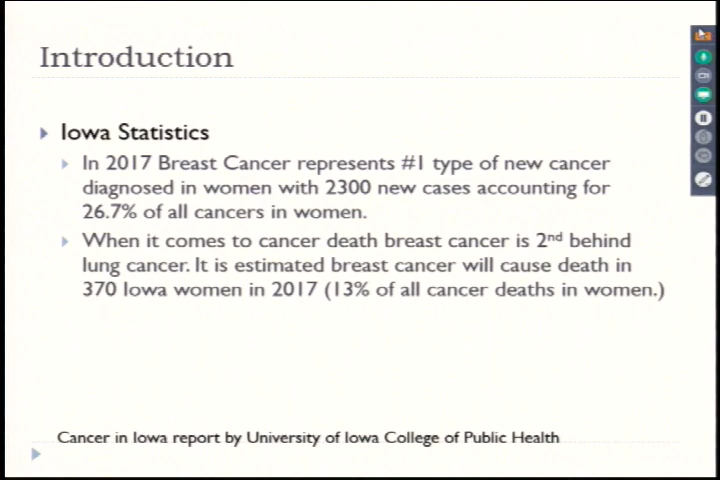 Introduction
Iowa Statistics
In 2017 Breast Cancer represents #1 type of new cancer
diagnosed in women with 2300 new cases accounting for
26.7% of all cancers in women.
When it comes to cancer death breast cancer is 2nd behind
lung cancer. It is estimated breast cancer will cause death in
370 Iowa women in 2017 (13% of all cancer deaths in women.)
Cancer in Iowa report by University of Iowa College of Public Health